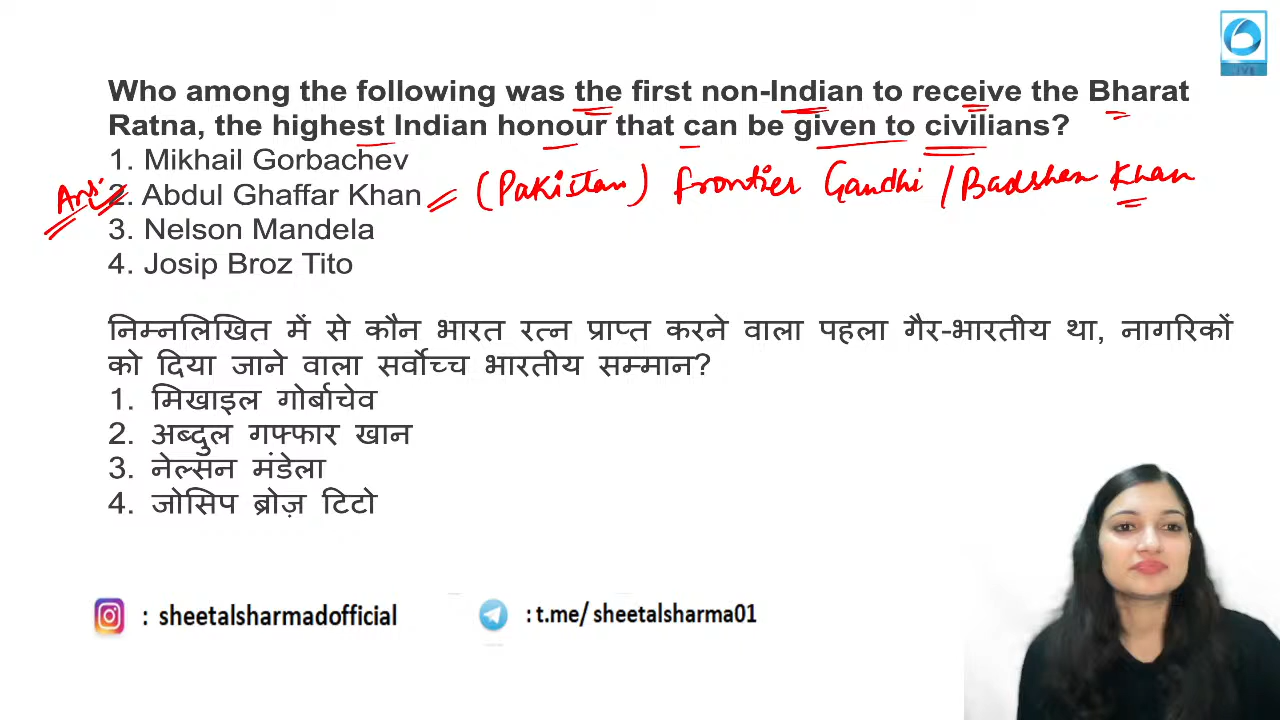 Who among the following was the first non-Indian to receive the Bharat
Ratna, the highest Indian honour that can be given to civilians?
1. Mikhail Gorbachev
Ans 2. Abdul Ghaffar Khan (Pakistan) frontier Gandhi / Badshah Khan
3. Nelson Mandela
4. Josip Broz Tito
निम्नलिखित में से कौन भारत रत्न प्राप्त करने वाला पहला गैर-भारतीय था, नागरिकों
को दिया जाने वाला सर्वोच्च भारतीय सम्मान?
1. मिखाइल गोर्बाचेव
2. अब्दुल गफ्फार खान
3. नेल्सन मंडेला
4. जोसिप ब्रोज़ टिटो
: sheetalsharmadofficial
: t.me/ sheetalsharma01